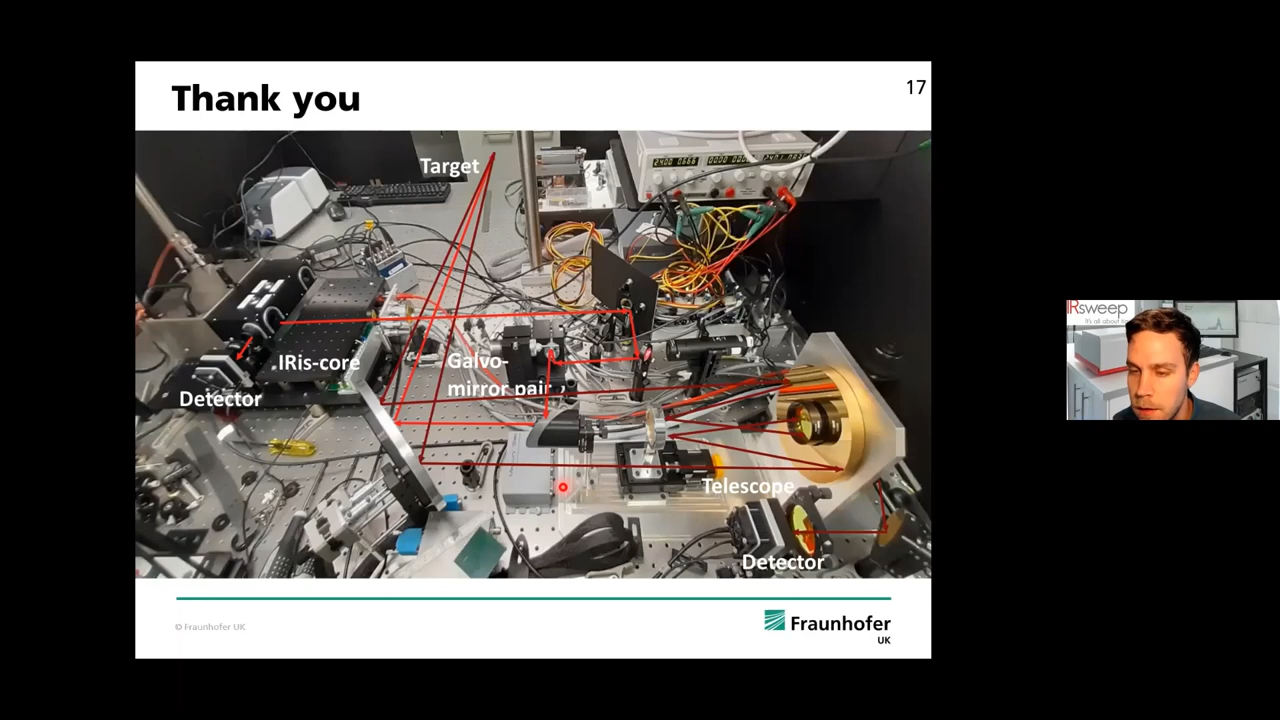 Thank you
17
Target
IRis-core
Galvo-
mirror pair
Detector
Telescope
Detector
© Fraunhofer UK
Fraunhofer
UK
IRsweep